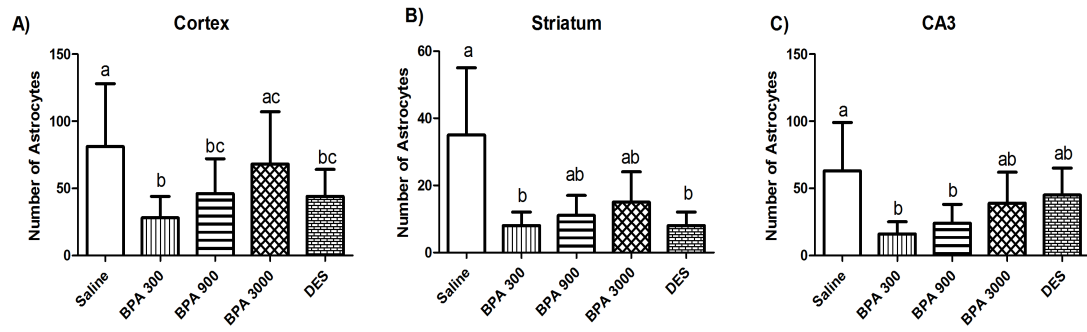 A)
Cortex
Number of Astrocytes
150
100
50
0
a
b
bc
ac
bc
Saline
BPA 300
BPA 900
BPA 3000
DES
B)
Striatum
Number of Astrocytes
60
40
20
0
a
b
ab
ab
b
Saline
BPA 300
BPA 900
BPA 3000
DES
C)
CA3
Number of Astrocytes
150
100
50
0
a
b
b
ab
ab
Saline
BPA 300
BPA 900
BPA 3000
DES